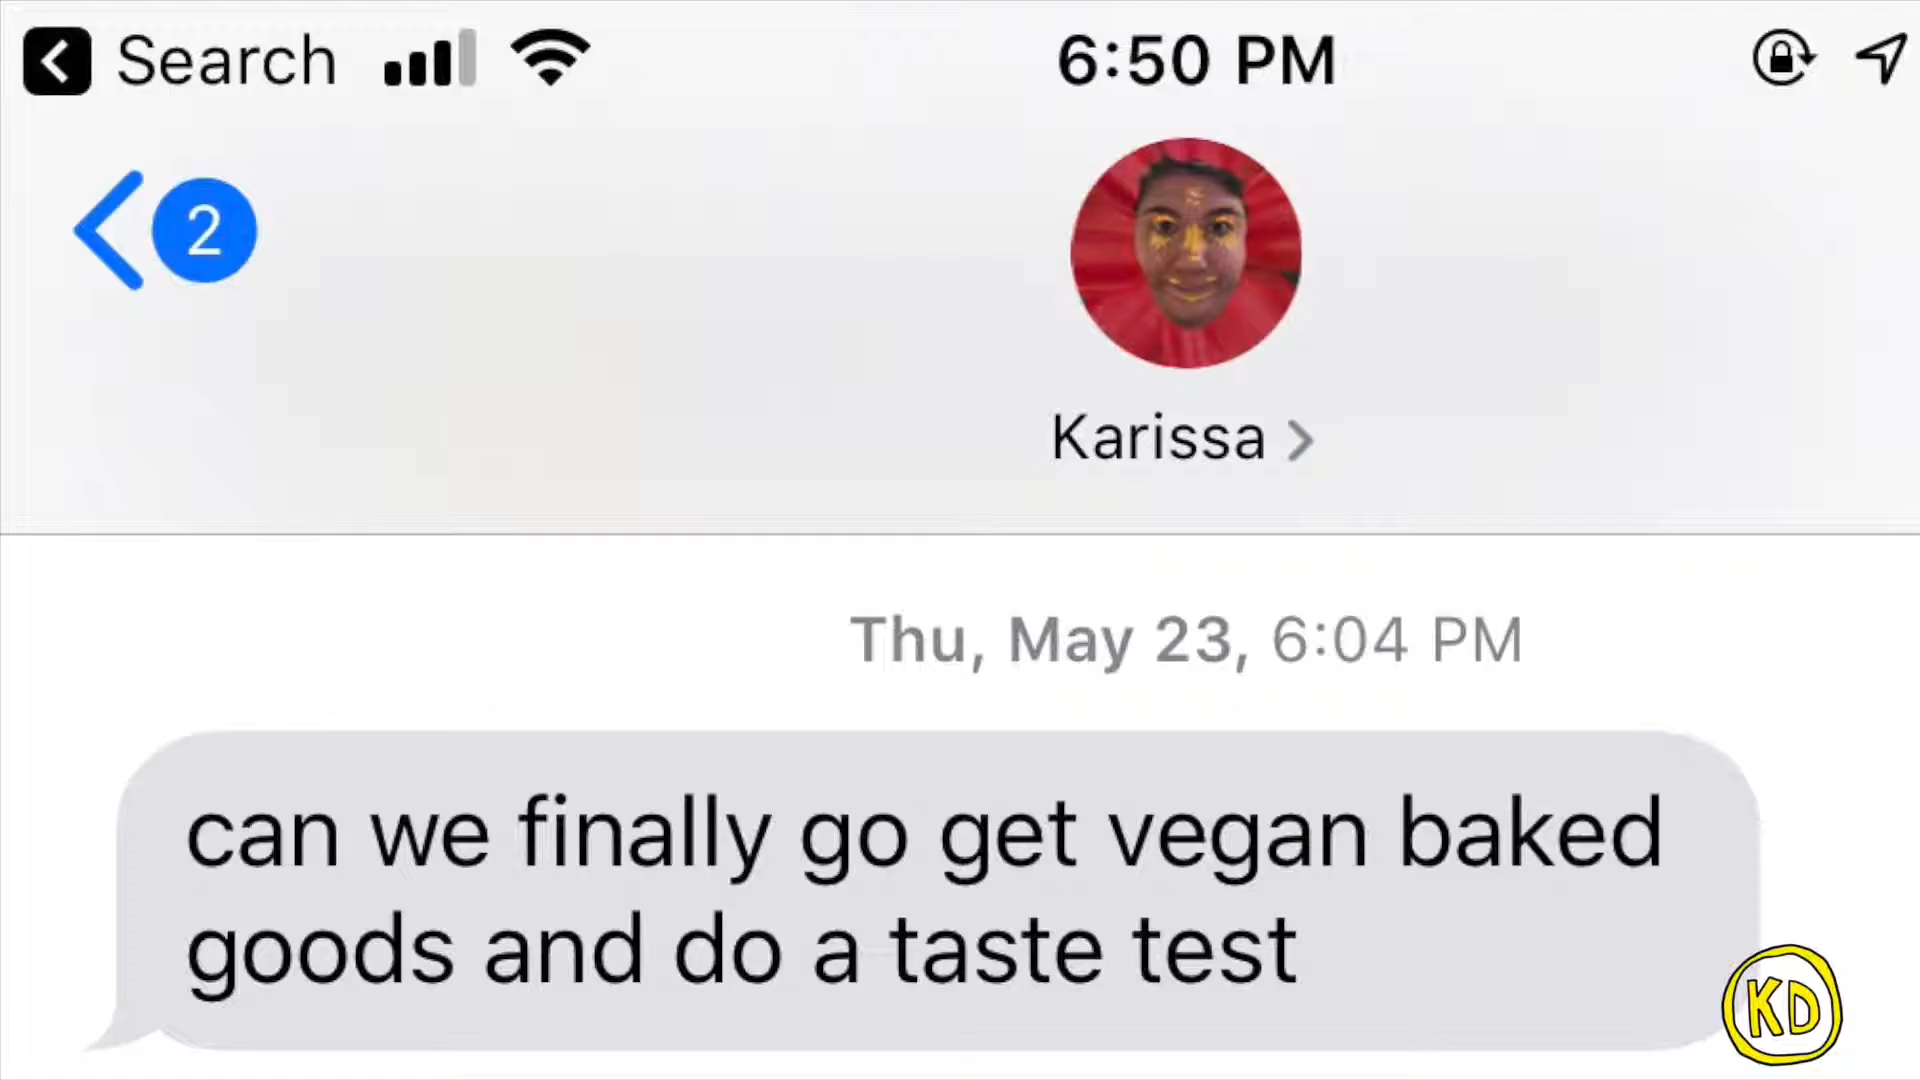 Search 6:50 PM
2
Karissa
Thu, May 23, 6:04 PM
can we finally go get vegan baked
goods and do a taste test
KD